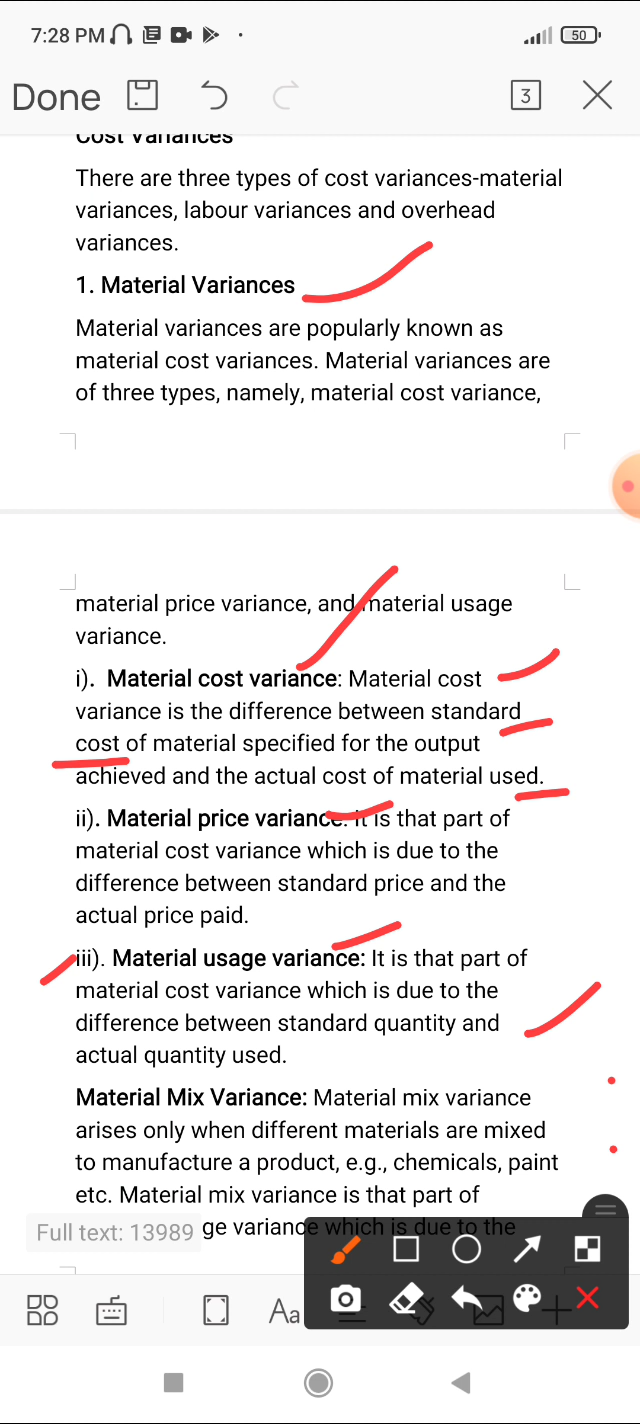 7:28 PM
50
Done
3
Cost Variances
There are three types of cost variances-material
variances, labour variances and overhead
variances.
1. Material Variances
Material variances are popularly known as
material cost variances. Material variances are
of three types, namely, material cost variance,
material price variance, and material usage
variance.
i). Material cost variance: Material cost
variance is the difference between standard
cost of material specified for the output
achieved and the actual cost of material used.
ii). Material price variance: It is that part of
material cost variance which is due to the
difference between standard price and the
actual price paid.
iii). Material usage variance: It is that part of
material cost variance which is due to the
difference between standard quantity and
actual quantity used.
Material Mix Variance: Material mix variance
arises only when different materials are mixed
to manufacture a product, e.g., chemicals, paint
etc. Material mix variance is that part of
ge variance which is due to the
Full text: 13989
Aa